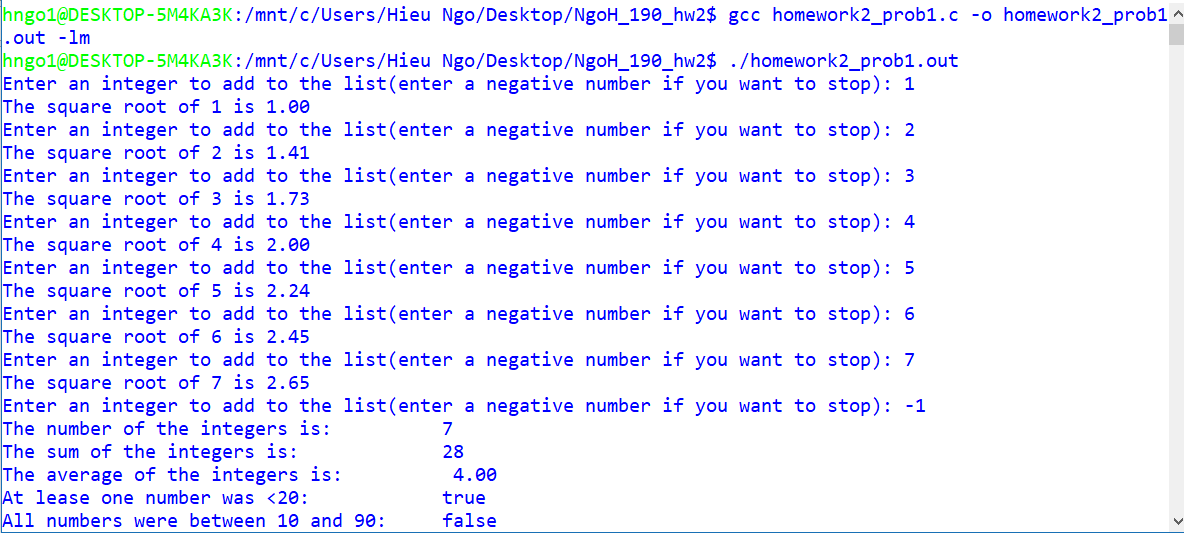 hngo1@DESKTOP-5M4KA3K:/mnt/c/Users/Hieu Ngo/Desktop/NgoH_190_hw2$ gcc homework2_prob1.c -o homework2_prob1
.out -lm
hngo1@DESKTOP-5M4KA3K:/mnt/c/Users/Hieu Ngo/Desktop/NgoH_190_hw2$ ./homework2_prob1.out
Enter an integer to add to the list(enter a negative number if you want to stop): 1
The square root of 1 is 1.00
Enter an integer to add to the list(enter a negative number if you want to stop): 2
The square root of 2 is 1.41
Enter an integer to add to the list(enter a negative number if you want to stop): 3
The square root of 3 is 1.73
Enter an integer to add to the list(enter a negative number if you want to stop): 4
The square root of 4 is 2.00
Enter an integer to add to the list(enter a negative number if you want to stop): 5
The square root of 5 is 2.24
Enter an integer to add to the list(enter a negative number if you want to stop): 6
The square root of 6 is 2.45
Enter an integer to add to the list(enter a negative number if you want to stop): 7
The square root of 7 is 2.65
Enter an integer to add to the list(enter a negative number if you want to stop): -1
The number of the integers is:          7
The sum of the integers is:             28
The average of the integers is:          4.00
At lease one number was <20:            true
All numbers were between 10 and 90:     false